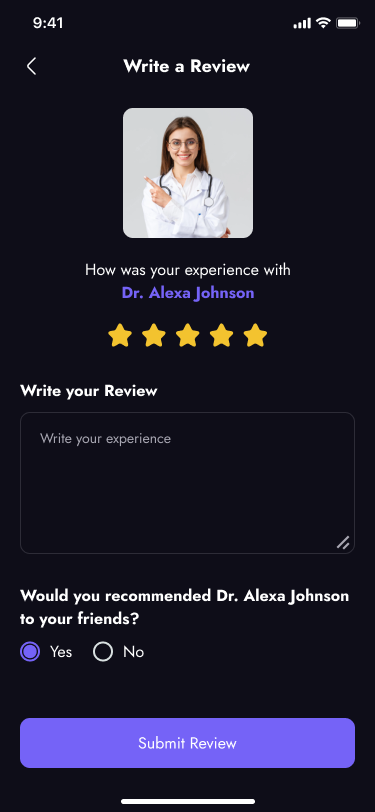 9:41
Write a Review
How was your experience with
Dr. Alexa Johnson
Write your Review
Write your experience
Would you recommended Dr. Alexa Johnson
to your friends?
Yes No
Submit Review